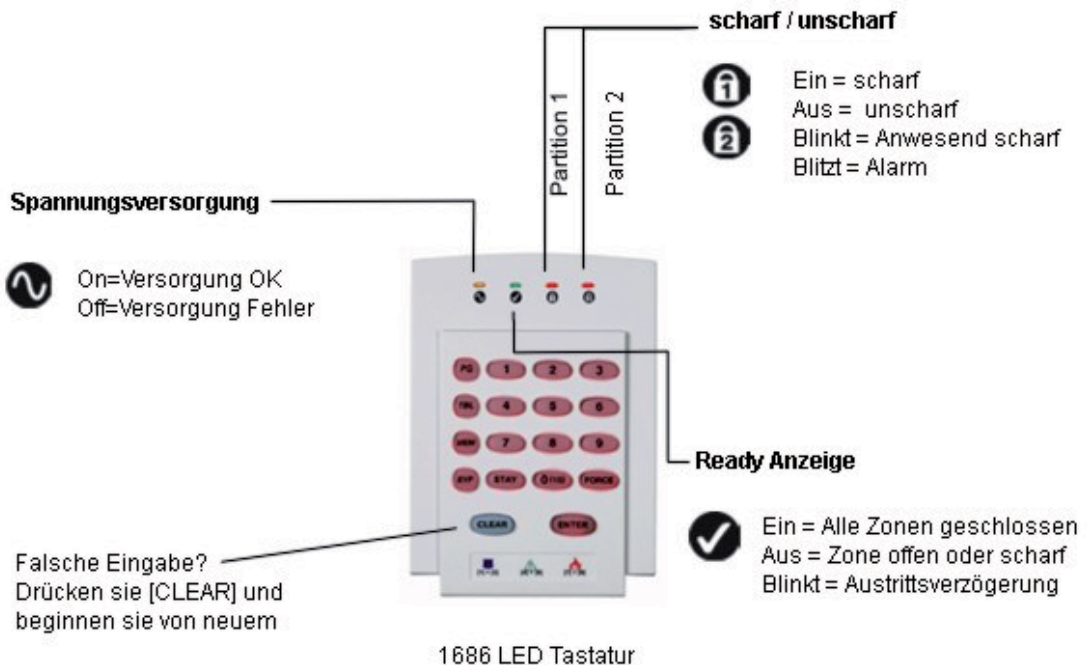 scharf / unscharf
Partition 1
Partition 2
Ein = scharf
Aus = unscharf
Blinkt = Anwesend scharf
Blitzt = Alarm
1
2
Spannungsversorgung
On=Versorgung OK
Off=Versorgung Fehler
1 2 3
4 5 6
7 8 9
BYP STAY FORCE
CLEAR ENTER
Ready Anzeige
Ein = Alle Zonen geschlossen
Aus = Zone offen oder scharf
Blinkt = Austrittsverzögerung
Falsche Eingabe?
Drücken sie [CLEAR] und
beginnen sie von neuem
1686 LED Tastatur